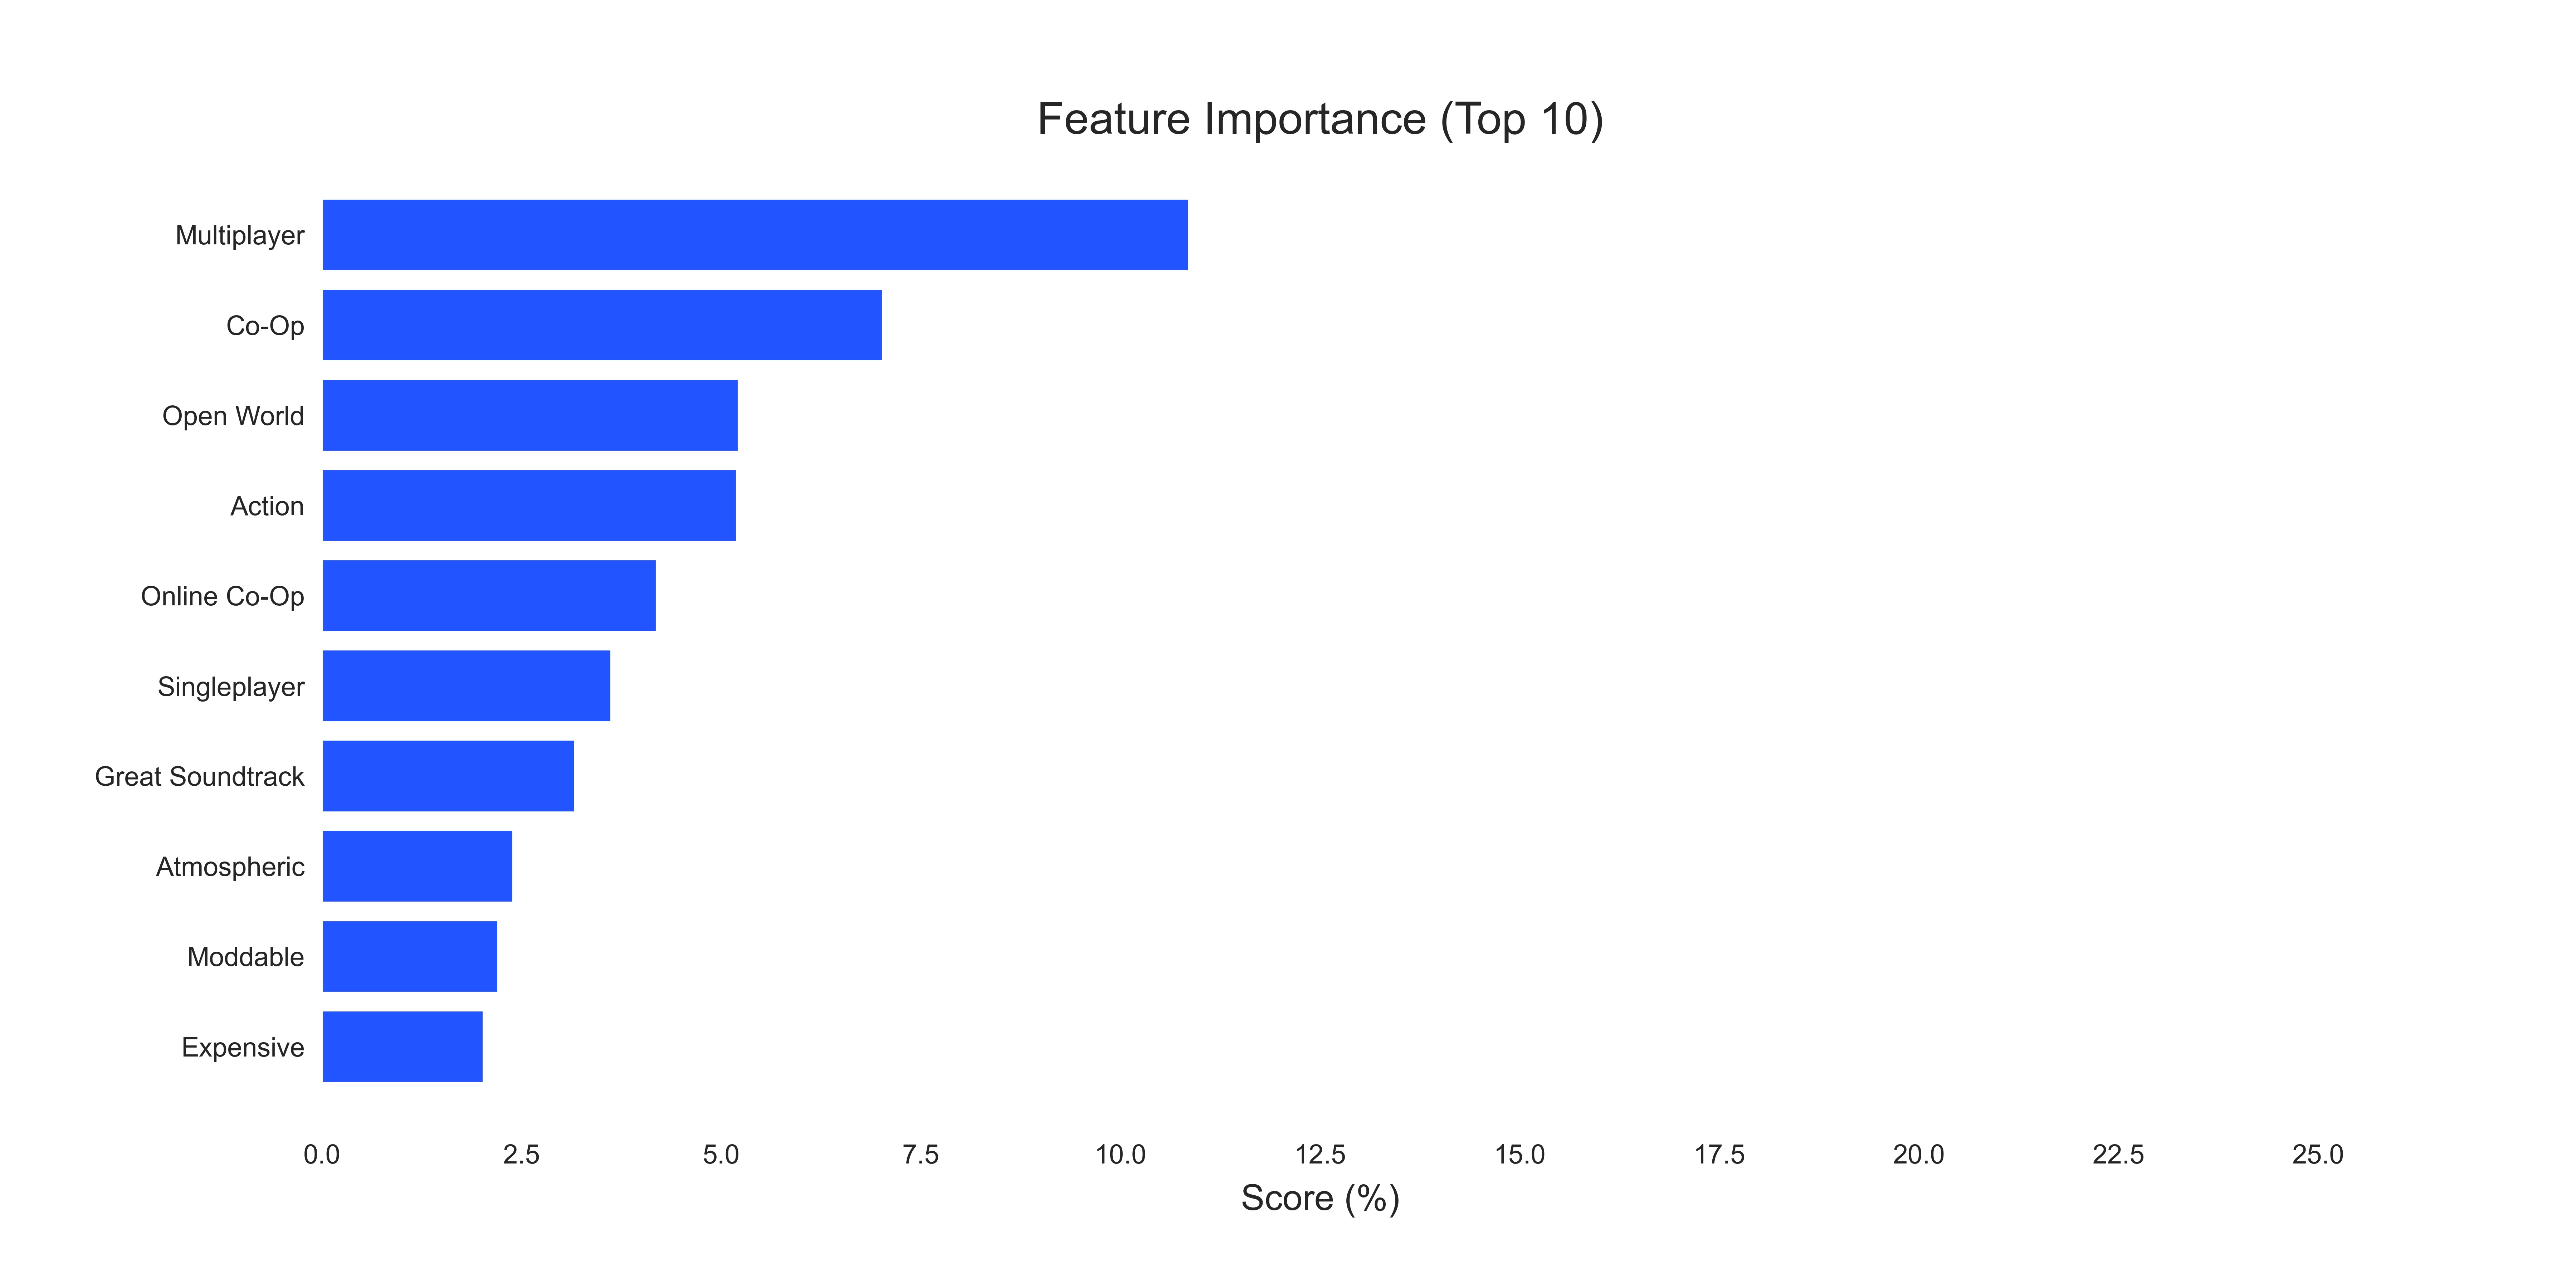 Feature Importance (Top 10)
Multiplayer
Co-Op
Open World
Action
Online Co-Op
Singleplayer
Great Soundtrack
Atmospheric
Moddable
Expensive
0.0 2.5 5.0 7.5 10.0 12.5 15.0 17.5 20.0 22.5 25.0
Score (%)